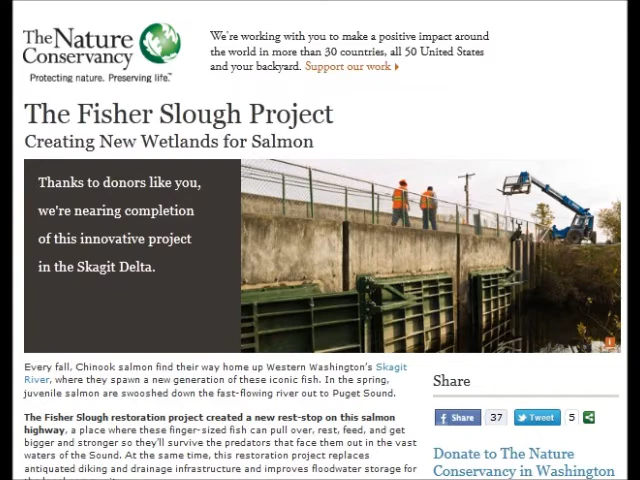 The Nature
Conservancy
Protecting nature. Preserving life.™
We're working with you to make a positive impact around
the world in more than 30 countries, all 50 United States
and your backyard. Support our work
The Fisher Slough Project
Creating New Wetlands for Salmon
Thanks to donors like you,
we're nearing completion
of this innovative project
in the Skagit Delta.
Every fall, Chinook salmon find their way home up Western Washington's Skagit
River, where they spawn a new generation of these iconic fish. In the spring,
juvenile salmon are swooshed down the fast-flowing river out to Puget Sound.
The Fisher Slough restoration project created a new rest-stop on this salmon
highway, a place where these finger-sized fish can pull over, rest, feed, and get
bigger and stronger so they'll survive the predators that face them out in the vast
waters of the Sound. At the same time, this restoration project replaces
antiquated diking and drainage infrastructure and improves floodwater storage for
Share
f Share 37 Tweet 5
Donate to The Nature
Conservancy in Washington